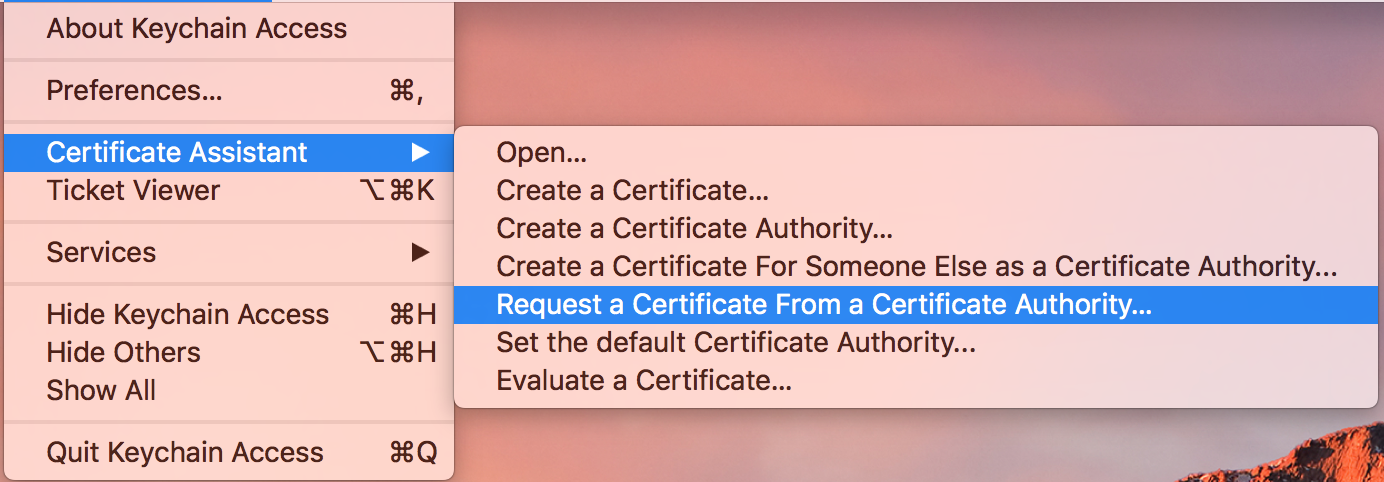 About Keychain Access
Preferences... ⌘,
Certificate Assistant ▶
Ticket Viewer ⌥⌘K
Services ▶
Hide Keychain Access ⌘H
Hide Others ⌥⌘H
Show All
Quit Keychain Access ⌘Q
Open...
Create a Certificate...
Create a Certificate Authority...
Create a Certificate For Someone Else as a Certificate Authority...
Request a Certificate From a Certificate Authority...
Set the default Certificate Authority...
Evaluate a Certificate...